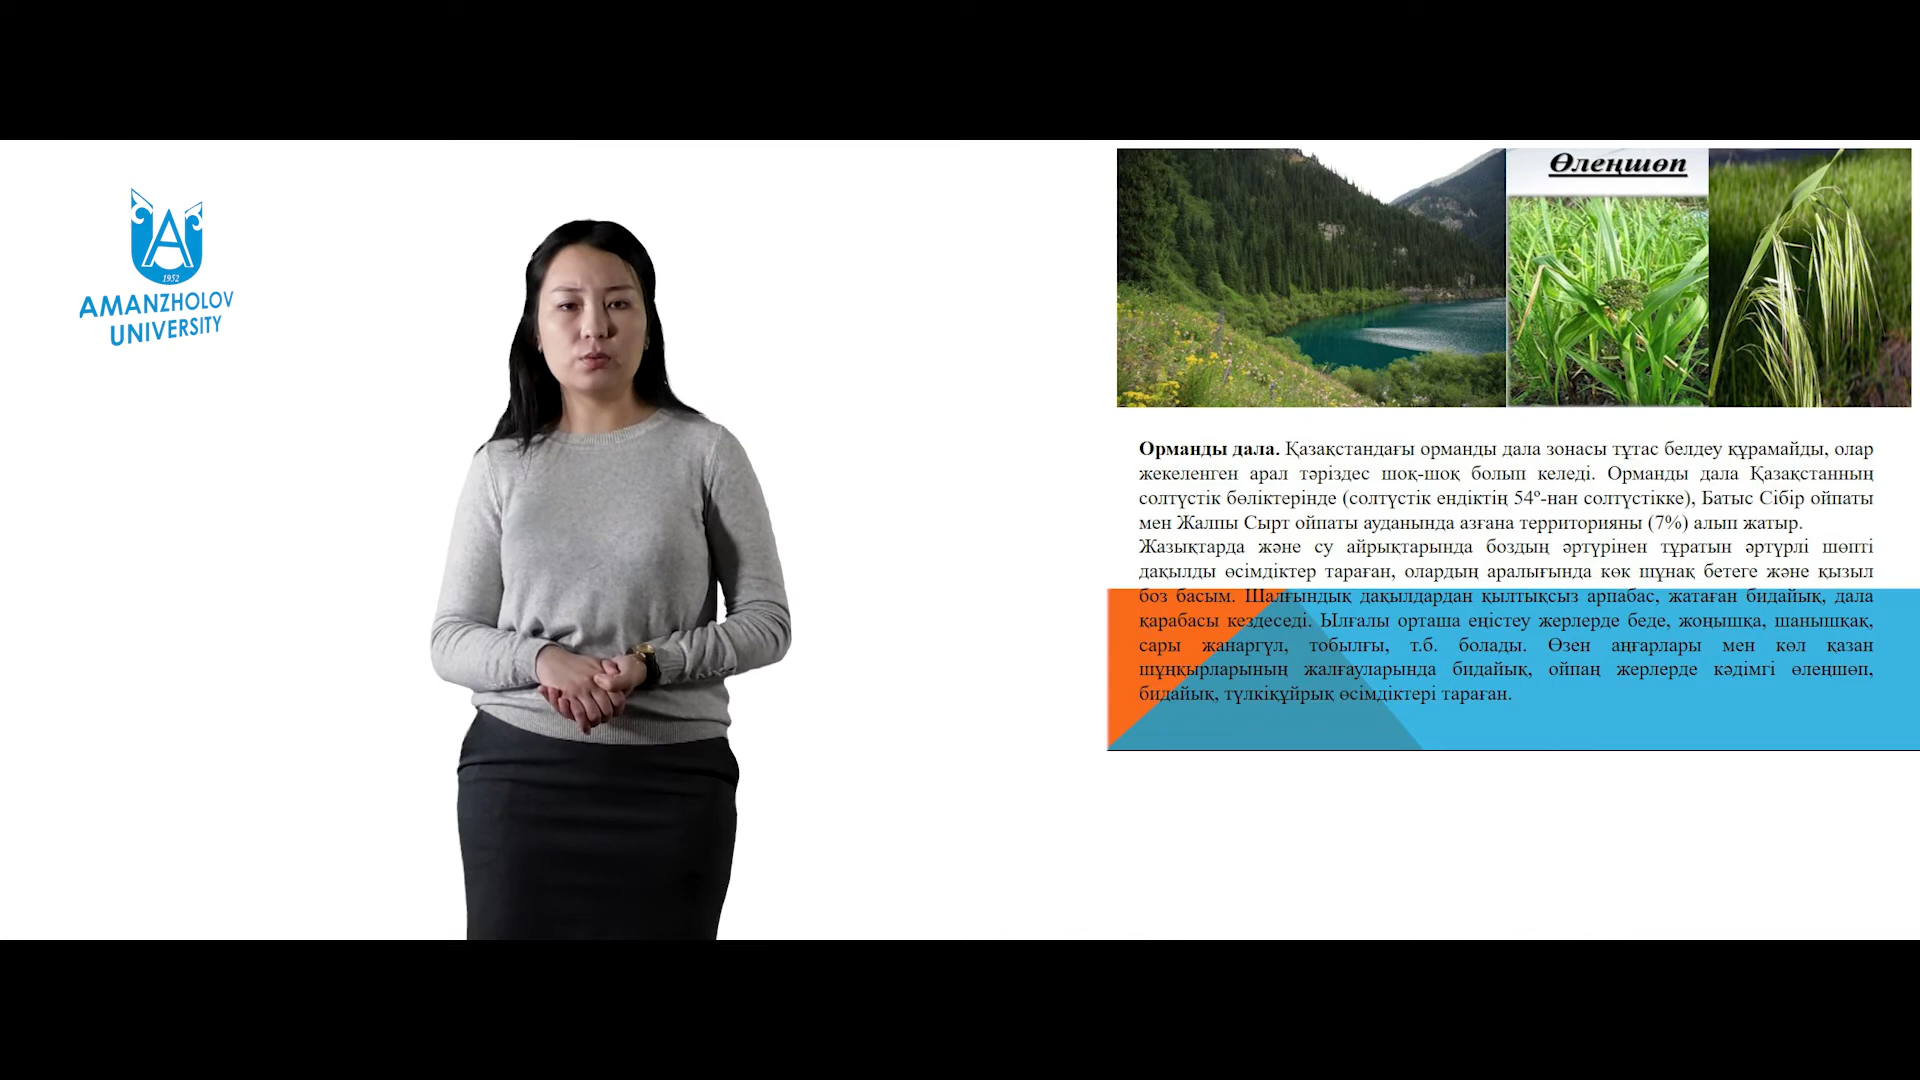 1952
AMANZHOLOV
UNIVERSITY
Өлеңшөп
Орманды дала. Қазақстандағы орманды дала зонасы тұтас белдеу құрамайды, олар
жекеленген арал тәріздес шоқ-шоқ болып келеді. Орманды дала Қазақстанның
солтүстік бөліктерінде (солтүстік ендіктің 54º-нан солтүстікке), Батыс Сібір ойпаты
мен Жалпы Сырт ойпаты ауданында азғана территорияны (7%) алып жатыр.
Жазықтарда және су айрықтарында боздың әртүрінен тұратын әртүрлі шөпті
дақылды өсімдіктер тараған, олардың аралығында көк шұнақ бетеге және қызыл
боз басым. Шалғындық дақылдардан қылтықсыз арпабас, жатаған бидайық, дала
қарабасы кездеседі. Ылғалы орташа еңістеу жерлерде беде, жоңышқа, шанышқақ,
сары жанаргүл, тобылғы, т.б. болады. Өзен аңғарлары мен көл қазан
шұңқырларының жалғауларында бидайық, ойпаң жерлерде кәдімгі өлеңшөп,
бидайық, түлкіқұйрық өсімдіктері тараған.